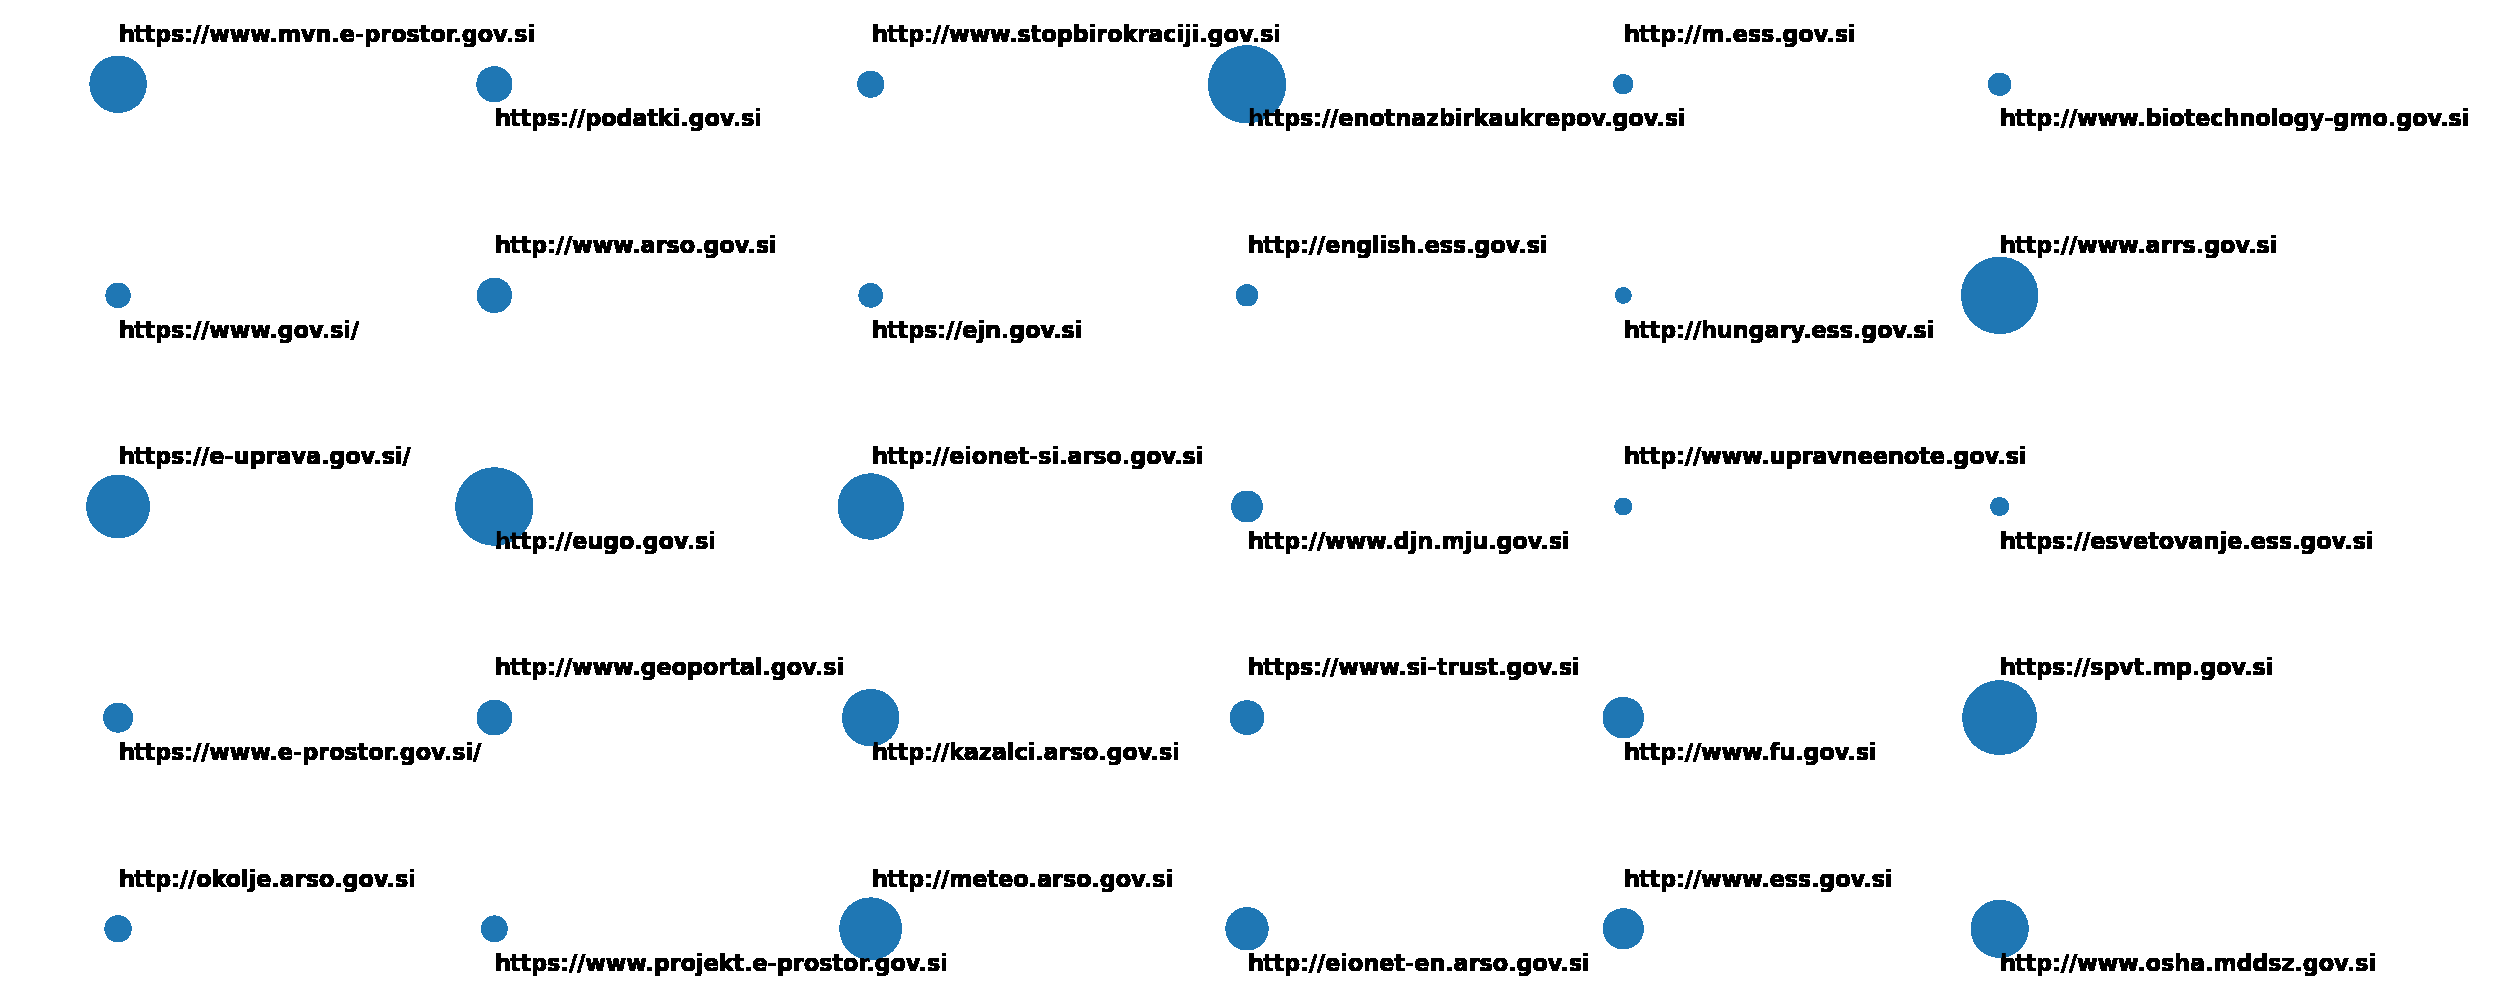 https://www.mvn.e-prostor.gov.si
http://www.stopbirokraciji.gov.si
http://m.ess.gov.si
https://podatki.gov.si
https://enotnazbirkaukrepov.gov.si
http://www.biotechnology-gmo.gov.si
http://www.arso.gov.si
http://english.ess.gov.si
http://www.arrs.gov.si
https://www.gov.si/
https://ejn.gov.si
http://hungary.ess.gov.si
https://e-uprava.gov.si/
http://eionet-si.arso.gov.si
http://www.upravneenote.gov.si
http://eugo.gov.si
http://www.djn.mju.gov.si
https://esvetovanje.ess.gov.si
http://www.geoportal.gov.si
https://www.si-trust.gov.si
https://spvt.mp.gov.si
https://www.e-prostor.gov.si/
http://kazalci.arso.gov.si
http://www.fu.gov.si
http://okolje.arso.gov.si
http://meteo.arso.gov.si
http://www.ess.gov.si
https://www.projekt.e-prostor.gov.si
http://eionet-en.arso.gov.si
http://www.osha.mddsz.gov.si